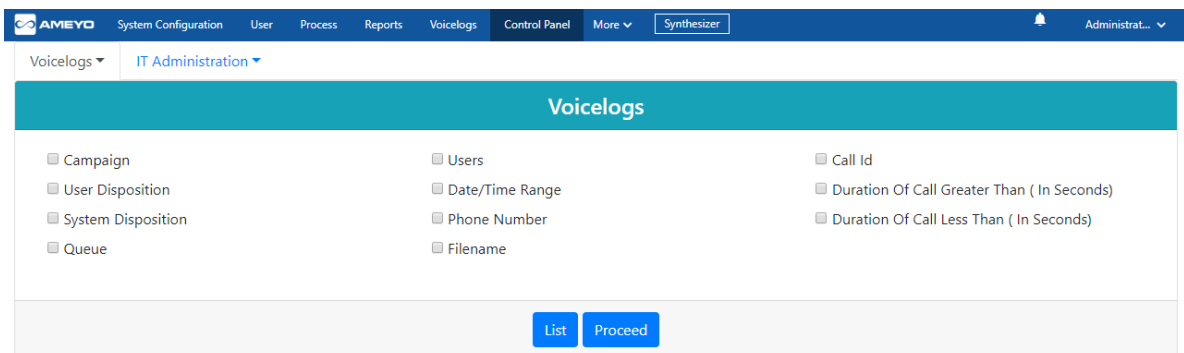 AMEYO System Configuration User Process Reports Voicelogs Control Panel More Synthesizer Administrat...
Voicelogs IT Administration
Voicelogs
Campaign Users Call Id
User Disposition Date/Time Range Duration Of Call Greater Than ( In Seconds)
System Disposition Phone Number Duration Of Call Less Than ( In Seconds)
Queue Filename
List Proceed